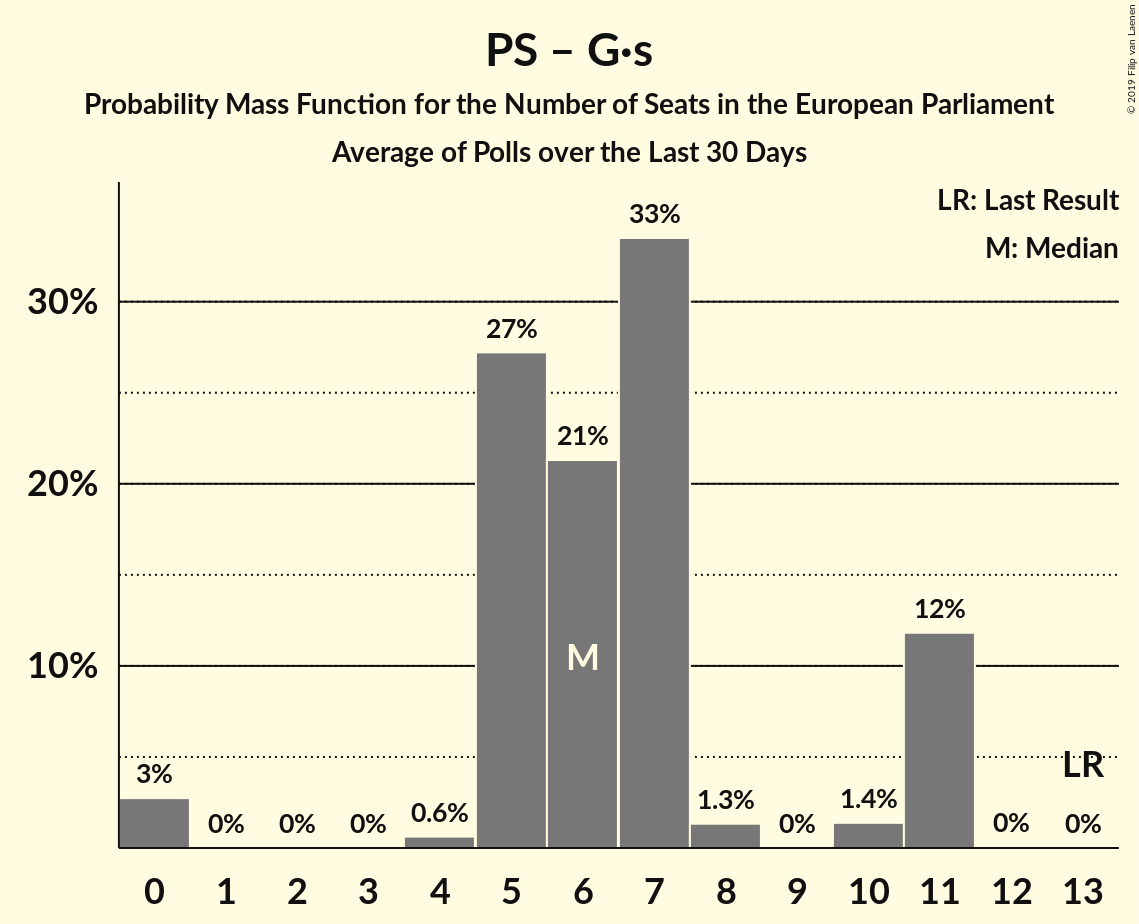 PS – G·s
Probability Mass Function for the Number of Seats in the European Parliament
Average of Polls over the Last 30 Days
© 2019 Filip van Laenen
LR: Last Result
M: Median
30%
20%
10%
3%
0%
0%
0%
0.6%
27%
21%
33%
1.3%
0%
1.4%
12%
0%
0%
M
LR
0 1 2 3 4 5 6 7 8 9 10 11 12 13